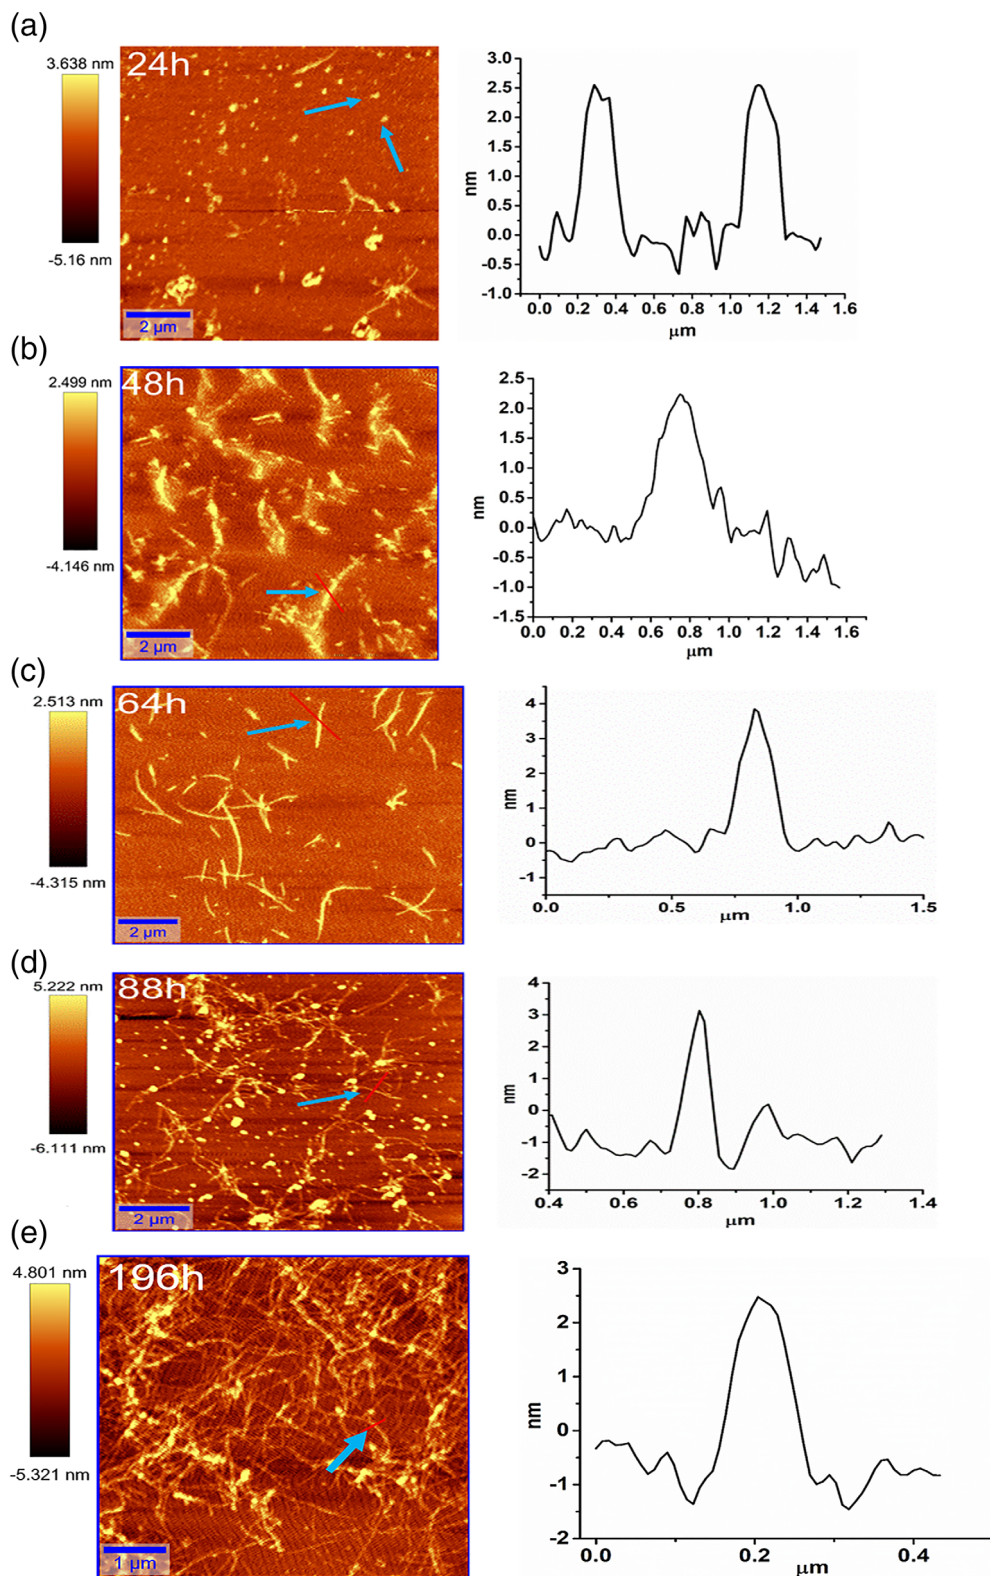 (a)
3.638 nm
-5.16 nm
24h
2 µm
3.0
2.5
2.0
1.5
1.0
0.5
0.0
-0.5
-1.0
nm
0.0 0.2 0.4 0.6 0.8 1.0 1.2 1.4 1.6
µm
(b)
2.499 nm
-4.146 nm
48h
2 µm
2.5
2.0
1.5
1.0
0.5
0.0
-0.5
-1.0
-1.5
nm
0.0 0.2 0.4 0.6 0.8 1.0 1.2 1.4 1.6
µm
(c)
2.513 nm
-4.315 nm
64h
2 µm
4
3
2
1
0
-1
nm
0.0 0.5 1.0 1.5
µm
(d)
5.222 nm
-6.111 nm
88h
2 µm
4
3
2
1
0
-1
-2
nm
0.4 0.6 0.8 1.0 1.2 1.4
µm
(e)
4.801 nm
-5.321 nm
196h
1 µm
3
2
1
0
-1
-2
nm
0.0 0.2 0.4
µm